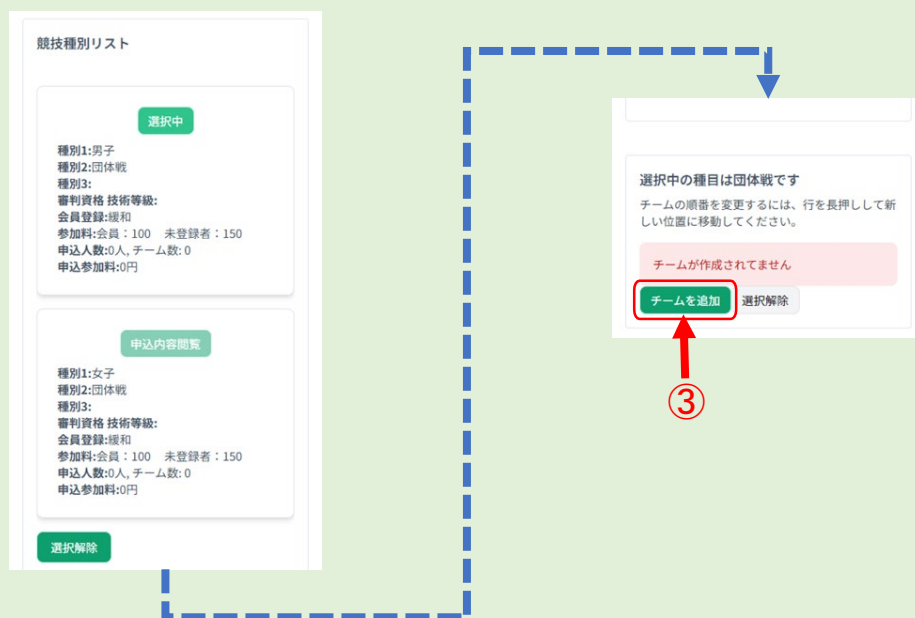 競技種別リスト
選択中
種別1:男子
種別2:団体戦
種別3:
審判資格 技術等級:
会員登録:緩和
参加料:会員：100　未登録者：150
申込人数:0人, チーム数: 0
申込参加料:0円
申込内容閲覧
種別1:女子
種別2:団体戦
種別3:
審判資格 技術等級:
会員登録:緩和
参加料:会員：100　未登録者：150
申込人数:0人, チーム数: 0
申込参加料:0円
選択解除
選択中の種目は団体戦です
チームの順番を変更するには、行を長押しして新
しい位置に移動してください。
チームが作成されてません
チームを追加 選択解除
③